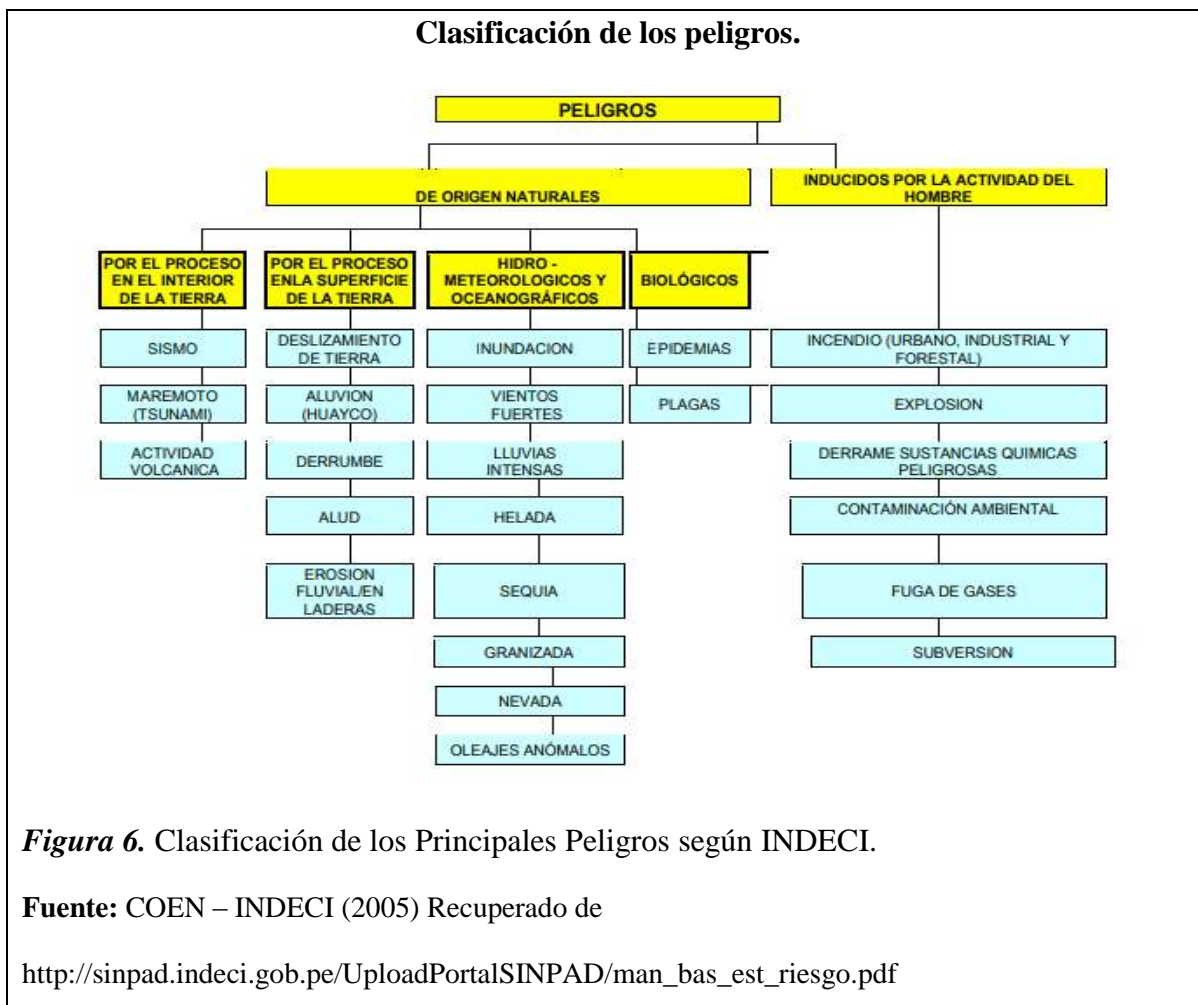 Clasificación de los peligros.
PELIGROS
DE ORIGEN NATURALES
INDUCIDOS POR LA ACTIVIDAD DEL
HOMBRE
POR EL PROCESO
EN EL INTERIOR
DE LA TIERRA
POR EL PROCESO
ENLA SUPERFICIE
DE LA TIERRA
HIDRO -
METEOROLOGICOS Y
OCEANOGRÁFICOS
BIOLÓGICOS
SISMO
MAREMOTO
(TSUNAMI)
ACTIVIDAD
VOLCANICA
DESLIZAMIENTO
DE TIERRA
ALUVION
(HUAYCO)
DERRUMBE
ALUD
EROSION
FLUVIAL/EN
LADERAS
INUNDACION
VIENTOS
FUERTES
LLUVIAS
INTENSAS
HELADA
SEQUIA
GRANIZADA
NEVADA
OLEAJES ANÓMALOS
EPIDEMIAS
PLAGAS
INCENDIO (URBANO, INDUSTRIAL Y
FORESTAL)
EXPLOSION
DERRAME SUSTANCIAS QUIMICAS
PELIGROSAS
CONTAMINACIÓN AMBIENTAL
FUGA DE GASES
SUBVERSION
Figura 6. Clasificación de los Principales Peligros según INDECI.
Fuente: COEN – INDECI (2005) Recuperado de
http://sinpad.indeci.gob.pe/UploadPortalSINPAD/man_bas_est_riesgo.pdf